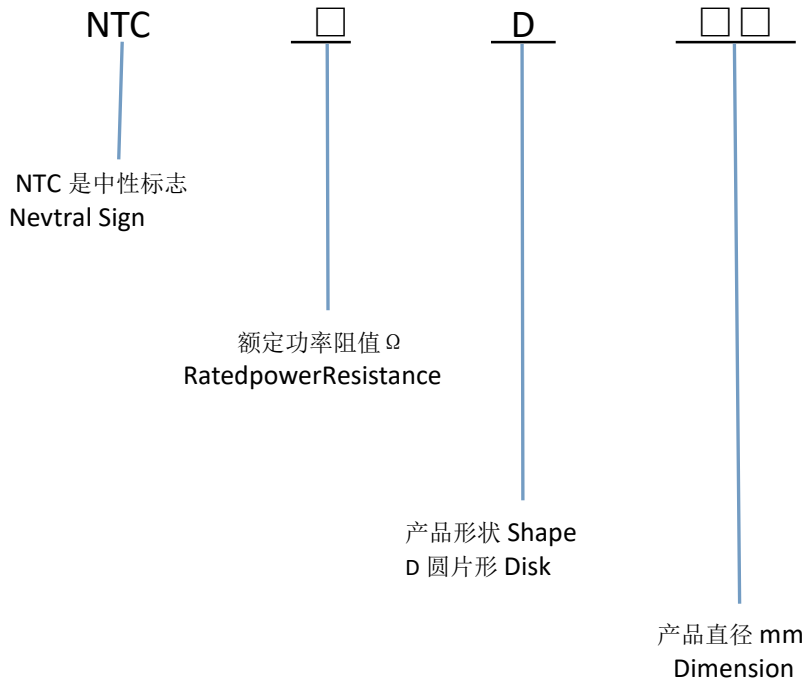 NTC □ D □□
NTC 是中性标志
Nevtral Sign
额定功率阻值 Ω
RatedpowerResistance
产品形状 Shape
D 圆片形 Disk
产品直径 mm
Dimension